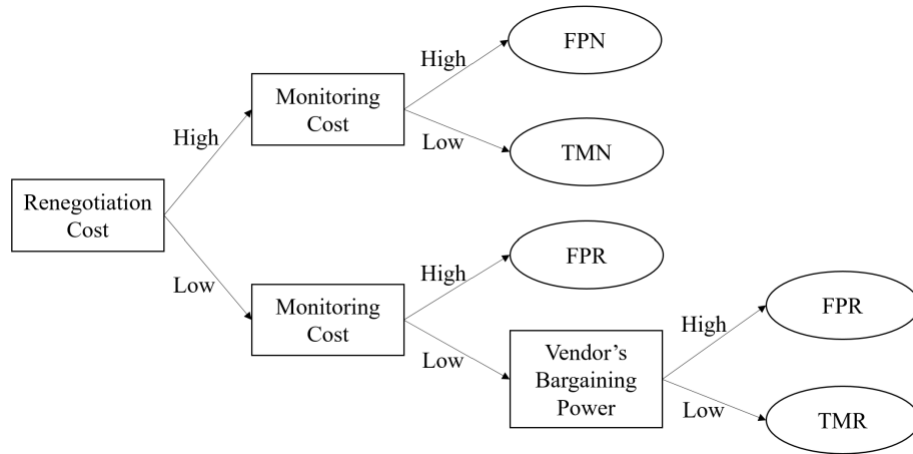 FPN
High
Monitoring
Cost
Low
High
TMN
Renegotiation
Cost
FPR
High
Low
Monitoring
Cost
FPR
High
Low
Vendor’s
Bargaining
Power
Low
TMR